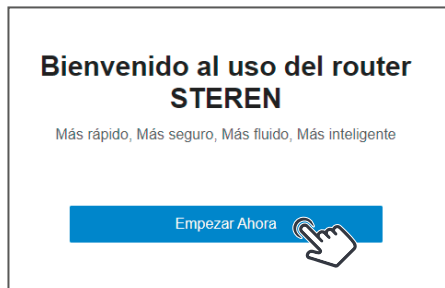 Bienvenido al uso del router
STEREN
Más rápido, Más seguro, Más fluido, Más inteligente
Empezar Ahora